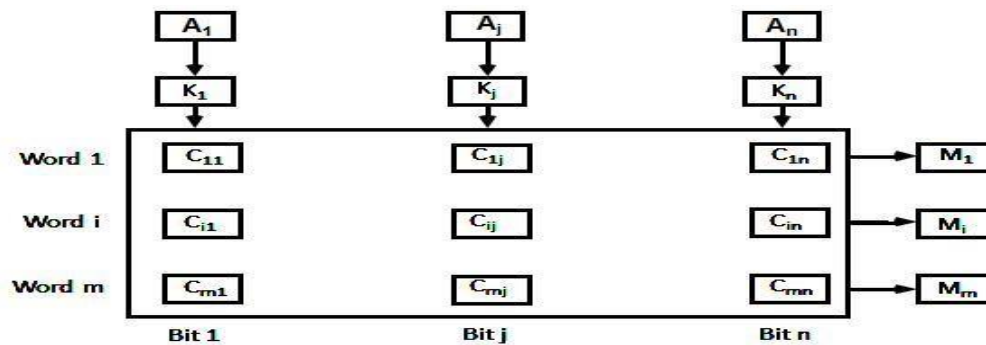 A₁ Aⱼ Aₙ
K₁ Kⱼ Kₙ
Word 1 C₁₁ C₁ⱼ C₁ₙ M₁
Word i Cᵢ₁ Cᵢⱼ Cᵢₙ Mᵢ
Word m Cₘ₁ Cₘⱼ Cₘₙ Mₘ
Bit 1 Bit j Bit n